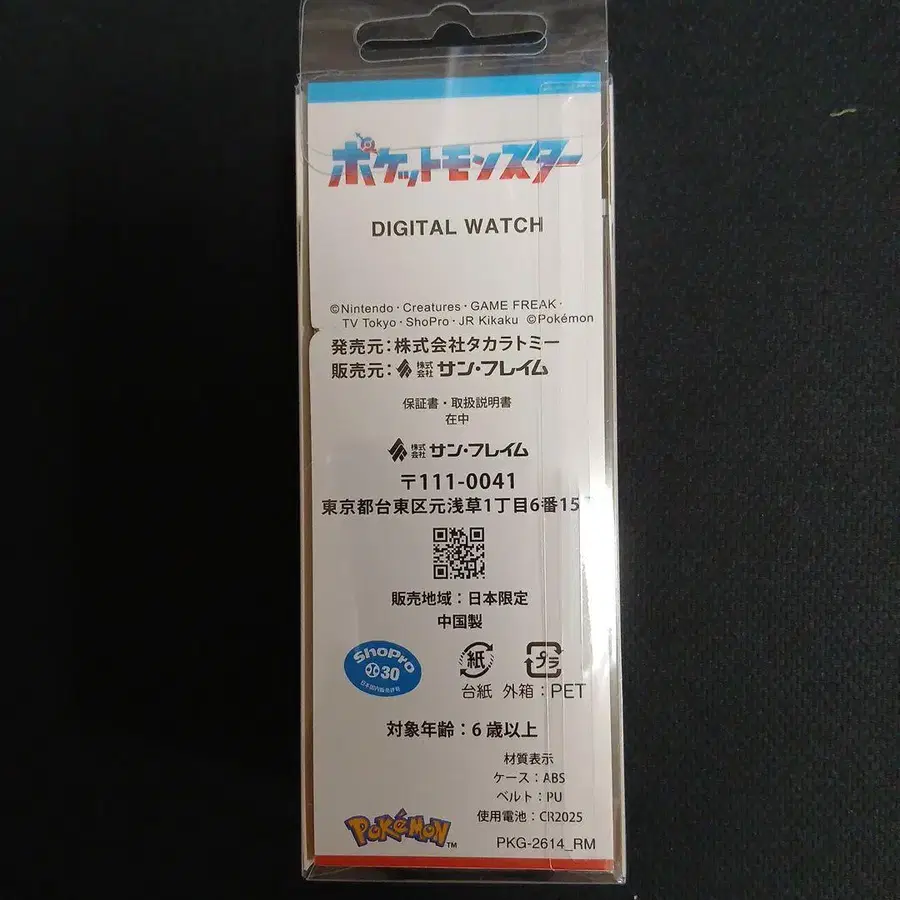 ポケットモンスター
DIGITAL WATCH
©Nintendo・Creatures・GAME FREAK・
TV Tokyo・ShoPro・JR Kikaku ©Pokémon
発売元：株式会社タカラトミー
販売元：株式会社サン・フレイム
保証書・取扱説明書
在中
株式会社サン・フレイム
〒111-0041
東京都台東区元浅草1丁目6番15
販売地域：日本限定
中国製
ShoPro
30
紙 プラ
台紙 外箱：PET
対象年齢：6歳以上
材質表示
ケース：ABS
ベルト：PU
使用電池：CR2025
POKéMON™
PKG-2614_RM